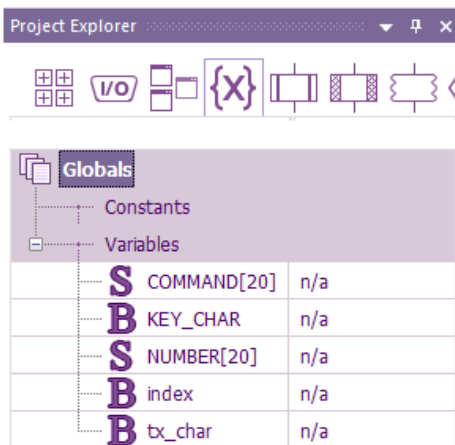 Project Explorer
I/O {X}
Globals
Constants
Variables
S COMMAND[20] n/a
B KEY_CHAR n/a
S NUMBER[20] n/a
B index n/a
B tx_char n/a